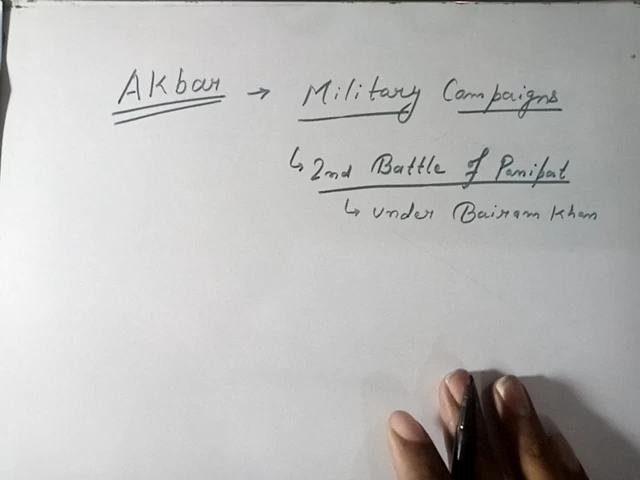 Akbar → Military Campaigns
↳ 2nd Battle of Panipat
↳ under Bairam Khan